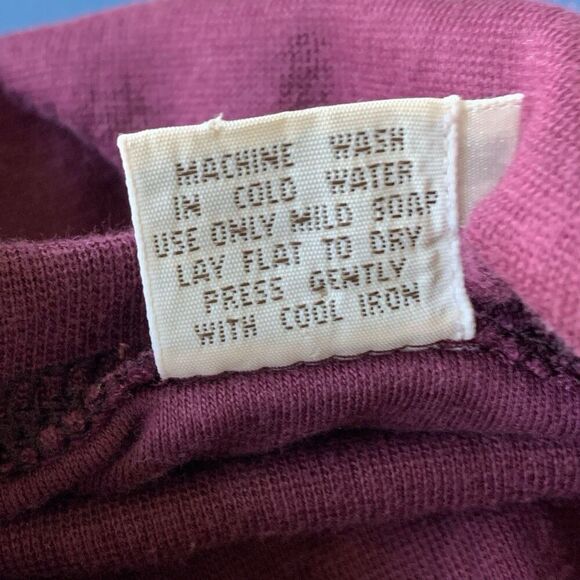 MACHINE WASH
IN COLD WATER
USE ONLY MILD SOAP
LAY FLAT TO DRY
PRESS GENTLY
WITH COOL IRON